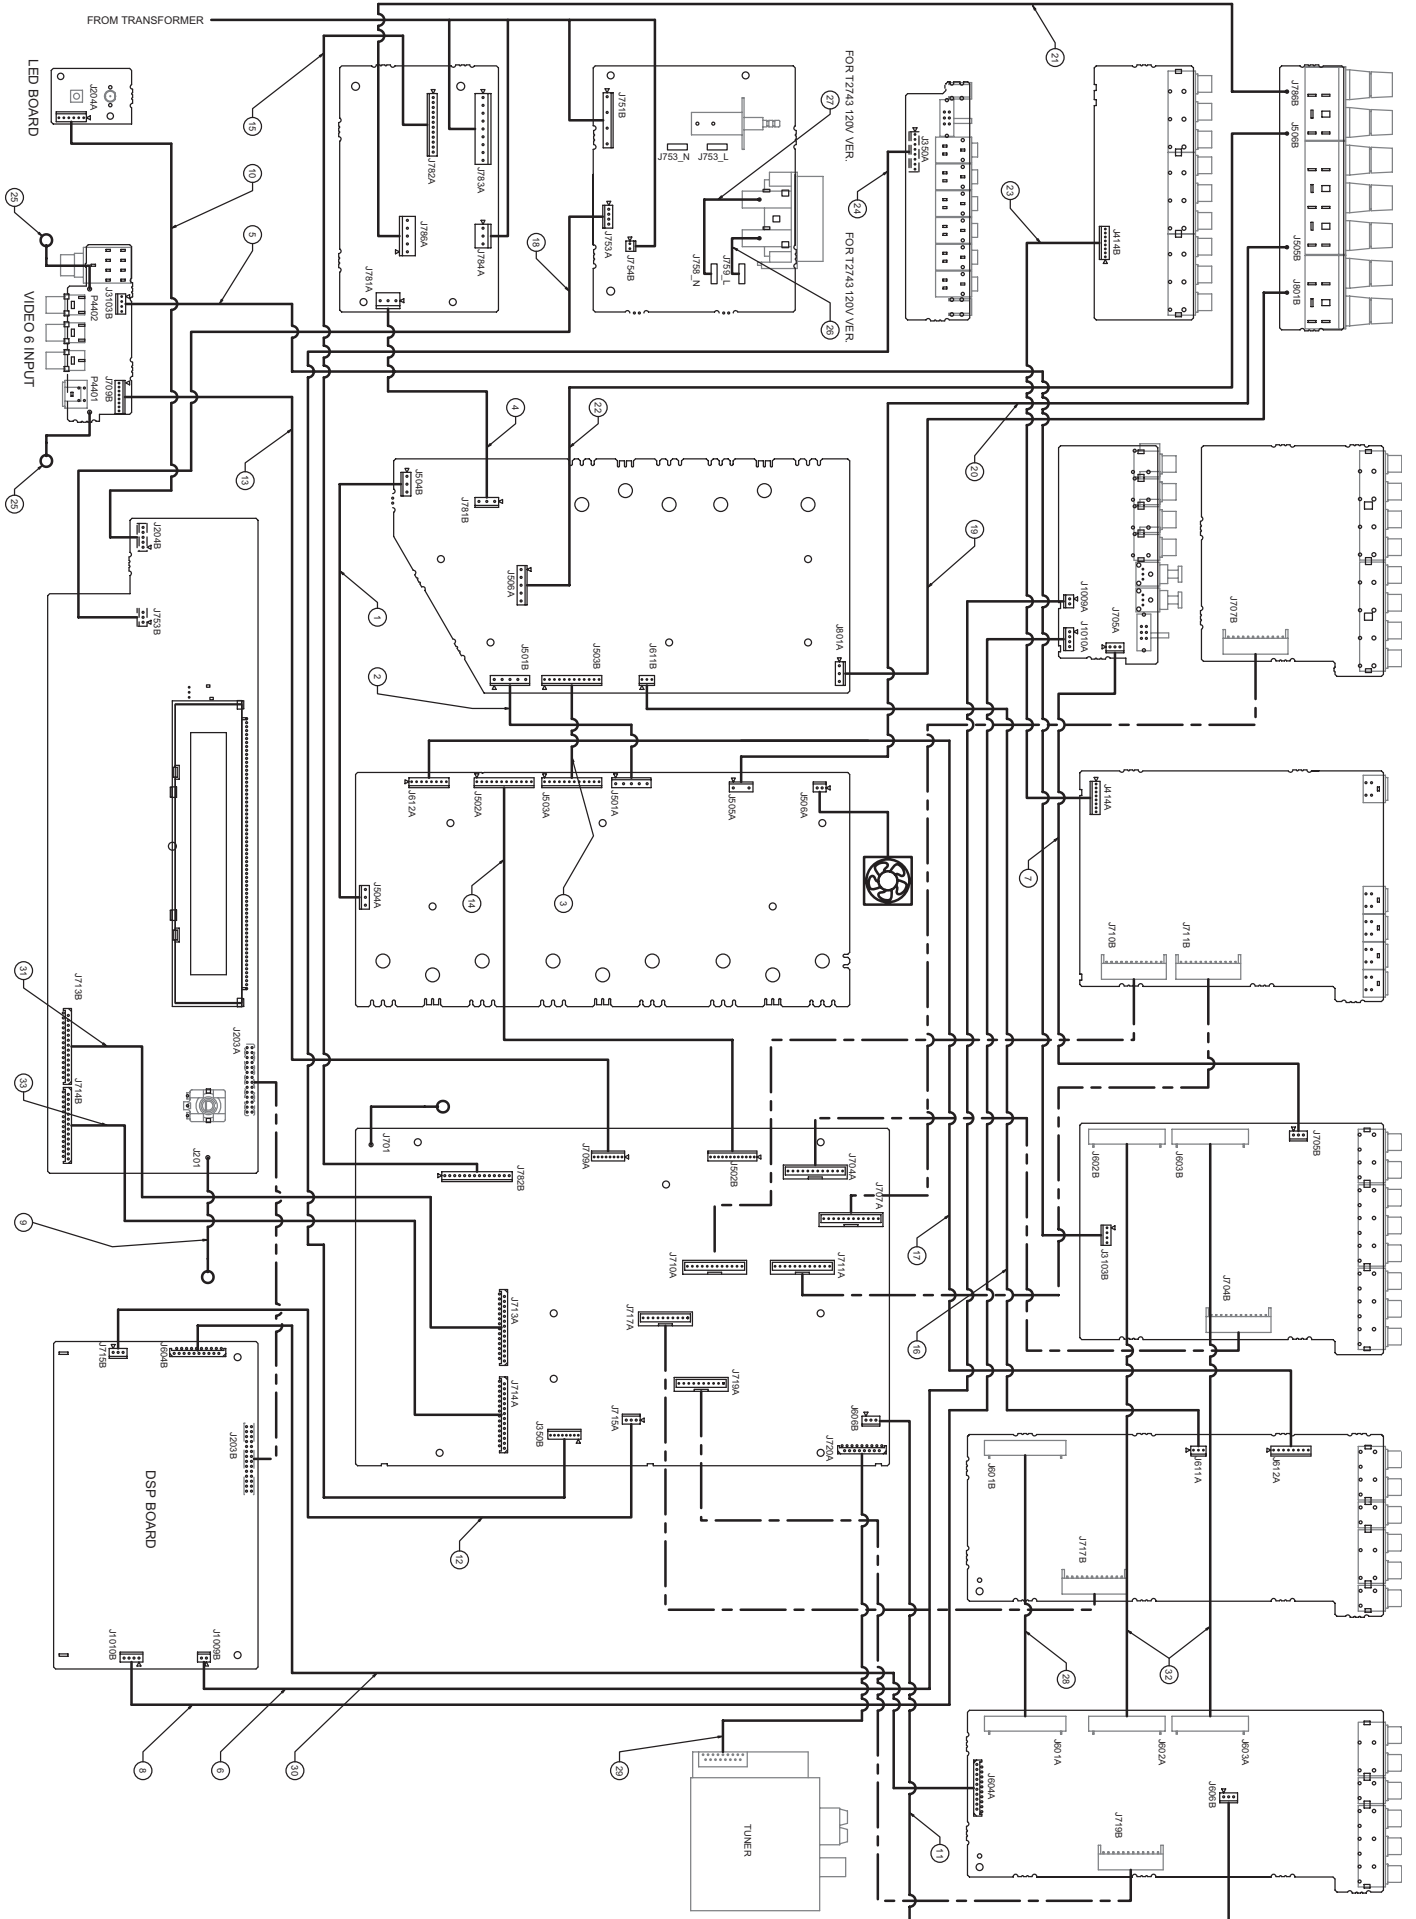 FROM TRANSFORMER
21
J786B
J506B
J505B
J801B
LED BOARD
J204A
15
10
25
5
J782A
J783A
J786A
J784A
J781A
18
J751B
J753_N
J753_L
J753A
J754B
27
FOR T2743 120V VER.
J758_N
J759_L
26
FOR T2743 120V VER.
J350A
24
23
J414B
VIDEO 6 INPUT
J3103B
P4402
P4401
J709B
25
13
4
22
20
19
J504B
J781B
J506A
J801A
J501B
J503B
J611B
1
2
J1009A
J1010A
J705A
J707B
J204B
J753B
J612A
J502A
J503A
J501A
J505A
J506A
J504A
14
3
7
J414A
J710B
J711B
31
J713B
33
J714B
J203A
J201
9
J701
J709A
J782B
J502B
J704A
J707A
J710A
J711A
J713A
J717A
J714A
J719A
J350B
J715A
J606B
J720A
17
16
J602B
J603B
J705B
J3103B
J704B
J715B
J604B
J203B
DSP BOARD
J1010B
J1009B
12
J601B
J611A
J612A
J717B
28
32
8
6
30
29
TUNER
11
J601A
J602A
J603A
J604A
J606B
J719B